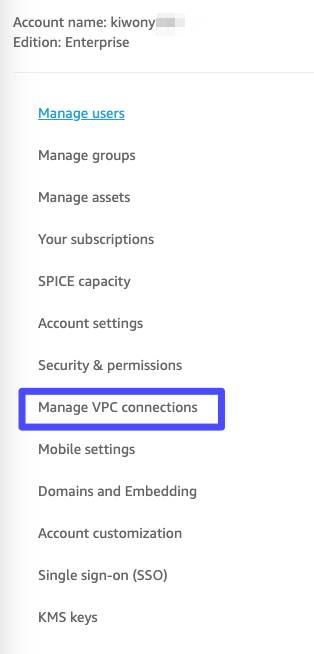 Account name: kiwony
Edition: Enterprise
Manage users
Manage groups
Manage assets
Your subscriptions
SPICE capacity
Account settings
Security & permissions
Manage VPC connections
Mobile settings
Domains and Embedding
Account customization
Single sign-on (SSO)
KMS keys